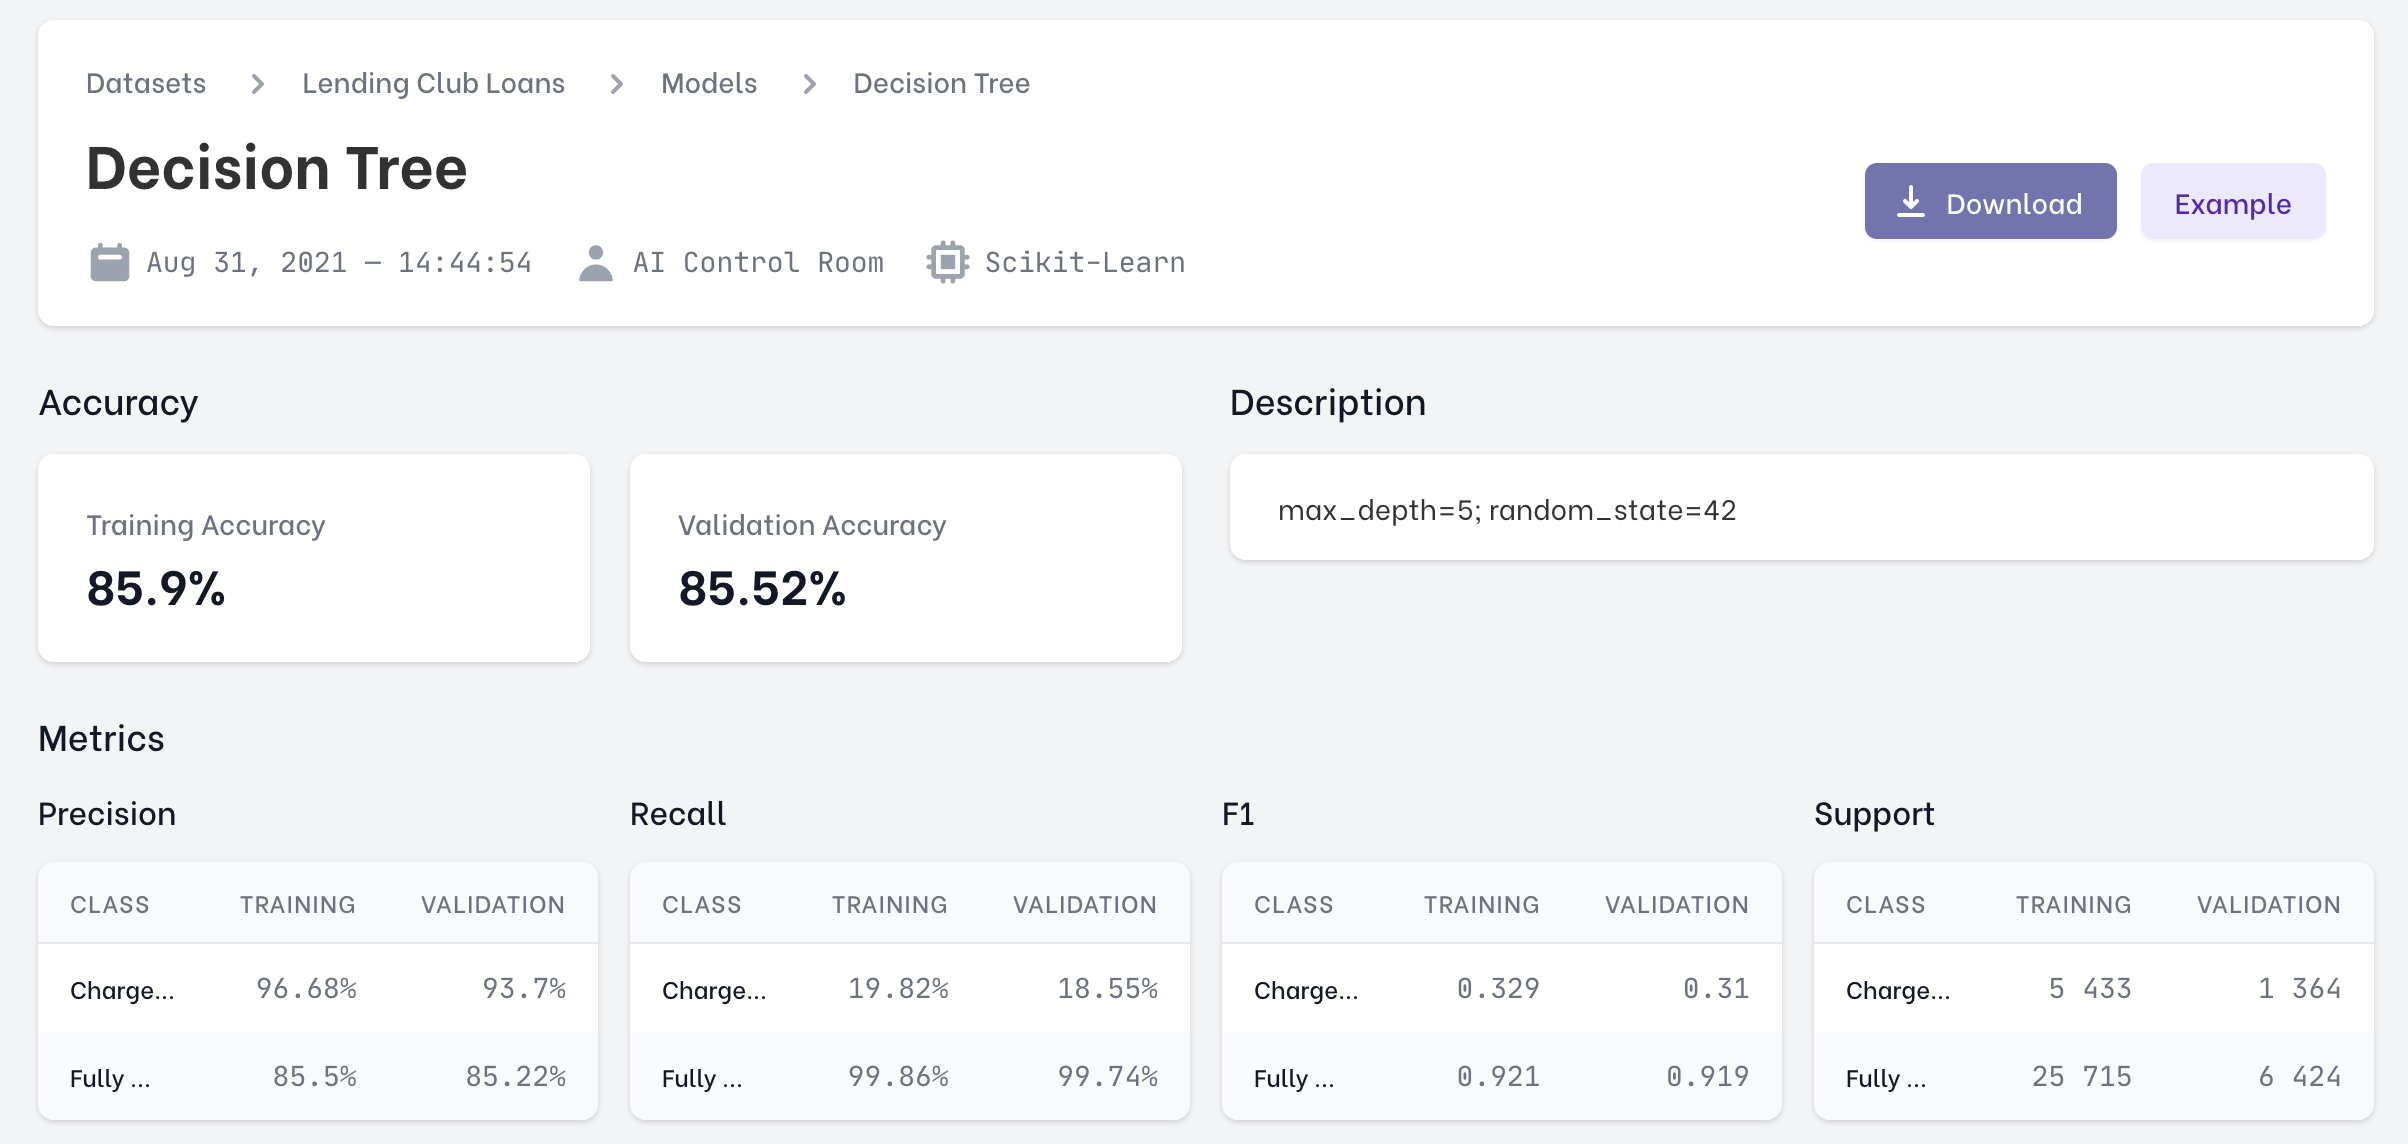 Datasets > Lending Club Loans > Models > Decision Tree
Decision Tree
Download
Example
Aug 31, 2021 – 14:44:54
AI Control Room
Scikit-Learn
Accuracy
Training Accuracy
85.9%
Validation Accuracy
85.52%
Description
max_depth=5; random_state=42
Metrics
Precision
CLASS TRAINING VALIDATION
Charge... 96.68% 93.7%
Fully ... 85.5% 85.22%
Recall
CLASS TRAINING VALIDATION
Charge... 19.82% 18.55%
Fully ... 99.86% 99.74%
F1
CLASS TRAINING VALIDATION
Charge... 0.329 0.31
Fully ... 0.921 0.919
Support
CLASS TRAINING VALIDATION
Charge... 5 433 1 364
Fully ... 25 715 6 424